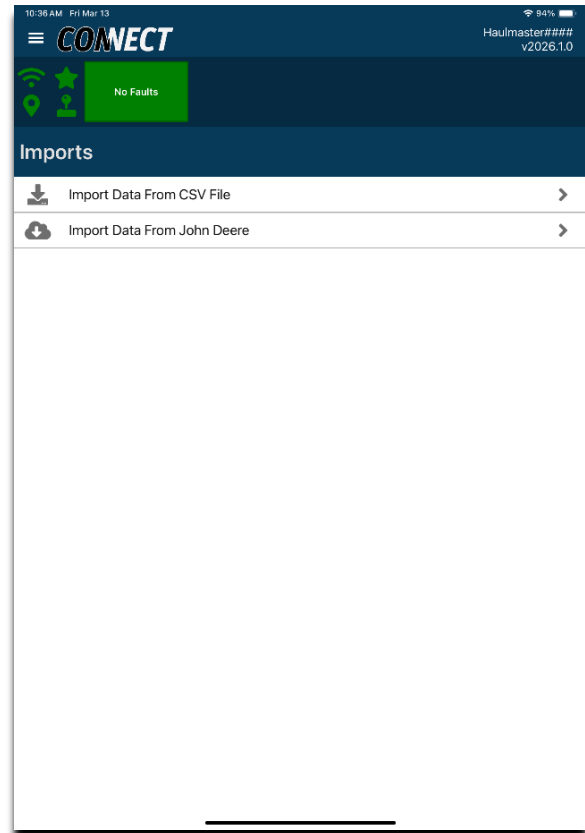 10:36 AM Fri Mar 13
94%
CONNECT
Haulmaster####
v2026.1.0
No Faults
Imports
Import Data From CSV File
Import Data From John Deere